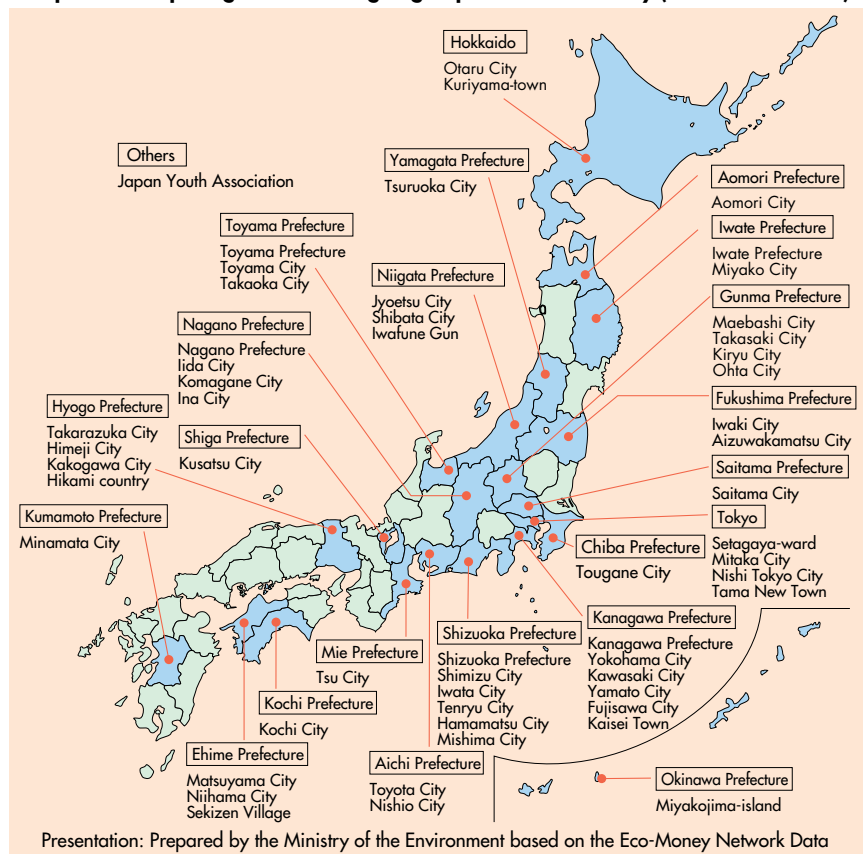 Hokkaido
Otaru City
Kuriyama-town
Others
Japan Youth Association
Yamagata Prefecture
Tsuruoka City
Aomori Prefecture
Aomori City
Iwate Prefecture
Iwate Prefecture
Miyako City
Toyama Prefecture
Toyama Prefecture
Toyama City
Takaoka City
Niigata Prefecture
Jyoetsu City
Shibata City
Iwafune Gun
Gunma Prefecture
Maebashi City
Takasaki City
Kiryu City
Ohta City
Nagano Prefecture
Nagano Prefecture
Iida City
Komagane City
Ina City
Fukushima Prefecture
Iwaki City
Aizuwakamatsu City
Hyogo Prefecture
Takarazuka City
Himeji City
Kakogawa City
Hikami country
Shiga Prefecture
Kusatsu City
Saitama Prefecture
Saitama City
Kumamoto Prefecture
Minamata City
Tokyo
Setagaya-ward
Mitaka City
Nishi Tokyo City
Tama New Town
Chiba Prefecture
Tougane City
Kanagawa Prefecture
Kanagawa Prefecture
Yokohama City
Kawasaki City
Yamato City
Fujisawa City
Kaisei Town
Shizuoka Prefecture
Shizuoka Prefecture
Shimizu City
Iwata City
Tenryu City
Hamamatsu City
Mishima City
Mie Prefecture
Tsu City
Kochi Prefecture
Kochi City
Ehime Prefecture
Matsuyama City
Niihama City
Sekizen Village
Aichi Prefecture
Toyota City
Nishio City
Okinawa Prefecture
Miyakojima-island
Presentation: Prepared by the Ministry of the Environment based on the Eco-Money Network Data